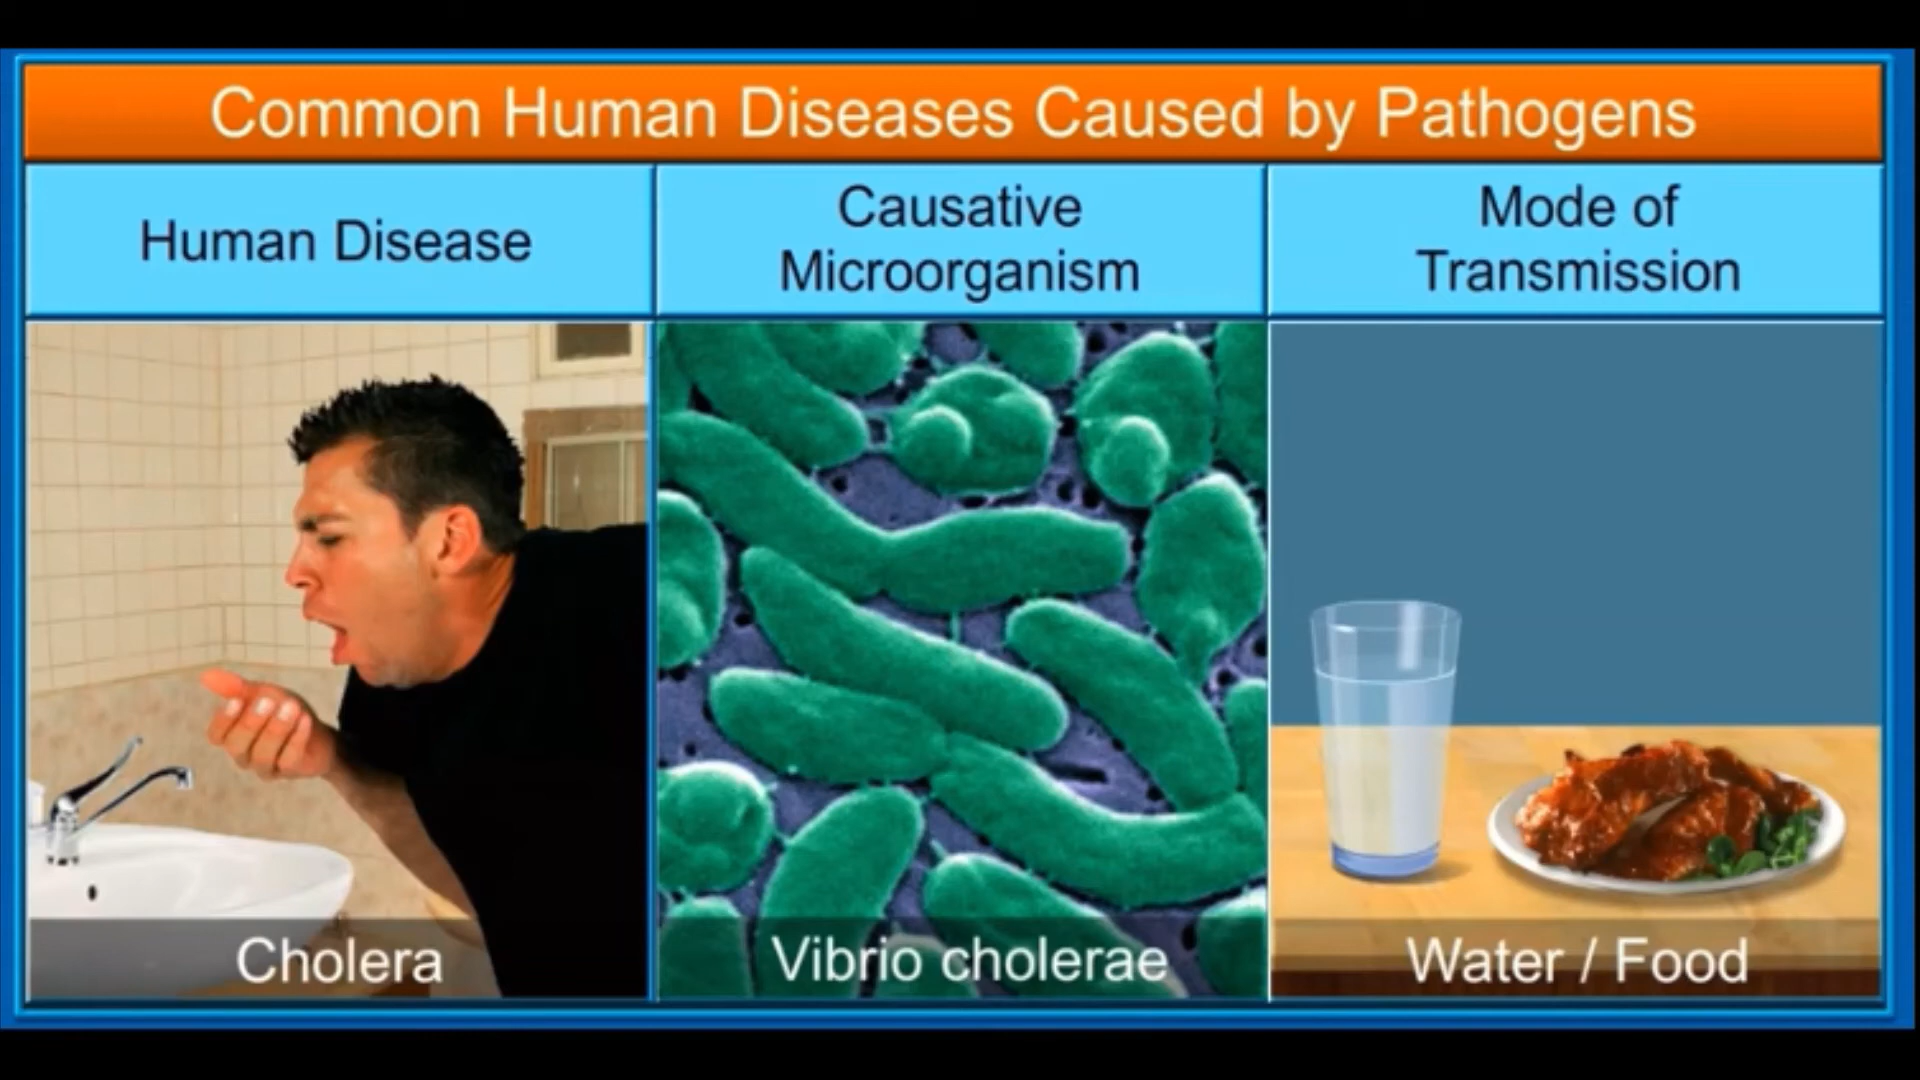 Common Human Diseases Caused by Pathogens
Human Disease
Causative
Microorganism
Mode of
Transmission
Cholera
Vibrio cholerae
Water / Food